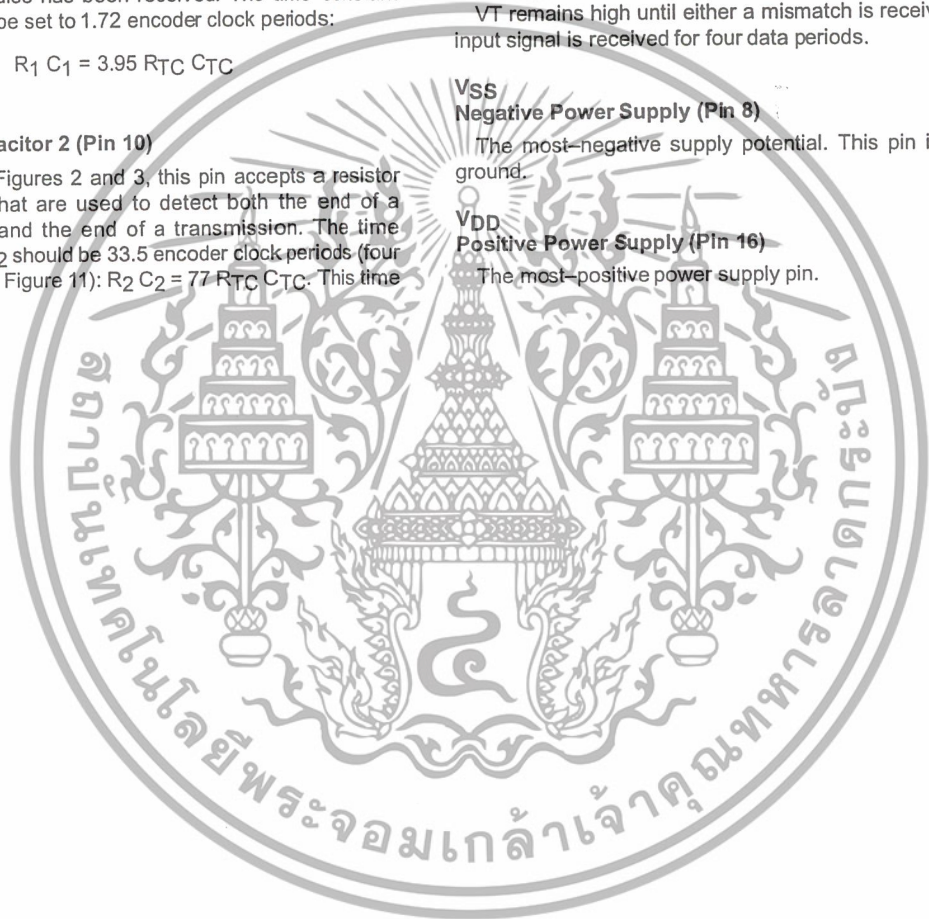 be set to 1.72 encoder clock periods:
R1 C1 = 3.95 RTC CTC
acitor 2 (Pin 10)
Figures 2 and 3, this pin accepts a resistor
hat are used to detect both the end of a
and the end of a transmission. The time
2 should be 33.5 encoder clock periods (four
Figure 11): R2 C2 = 77 RTC CTC. This time
VT remains high until either a mismatch is receiv
input signal is received for four data periods.
VSS
Negative Power Supply (Pin 8)
The most–negative supply potential. This pin i
ground.
VDD
Positive Power Supply (Pin 16)
The most–positive power supply pin.
สถาบันเทคโนโลยีพระจอมเกล้าเจ้าคุณทหารลาดกระบัง